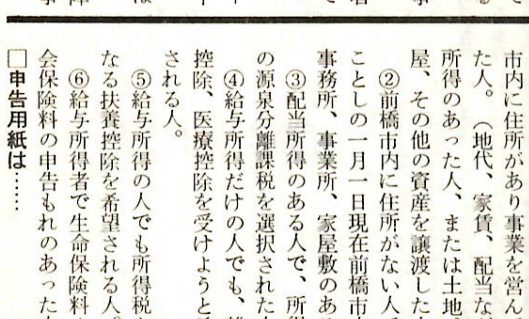 市内に住所があり事業を営ん
た人。（地代、家賃、配当な
所得のあった人、または土地
屋、その他の資産を譲渡した
②前橋市内に住所がない人で
ことしの一月一日現在前橋市
事務所、事業所、家屋敷のあ
③配当所得のある人で、所得
の源泉分離課税を選択された
④給与所得だけの人でも、雑
控除、医療控除を受けようと
される人。
⑤給与所得の人でも所得税
なる扶養控除を希望される人。
⑥給与所得者で生命保険料
会保険料の申告もれのあった
□申告用紙は……